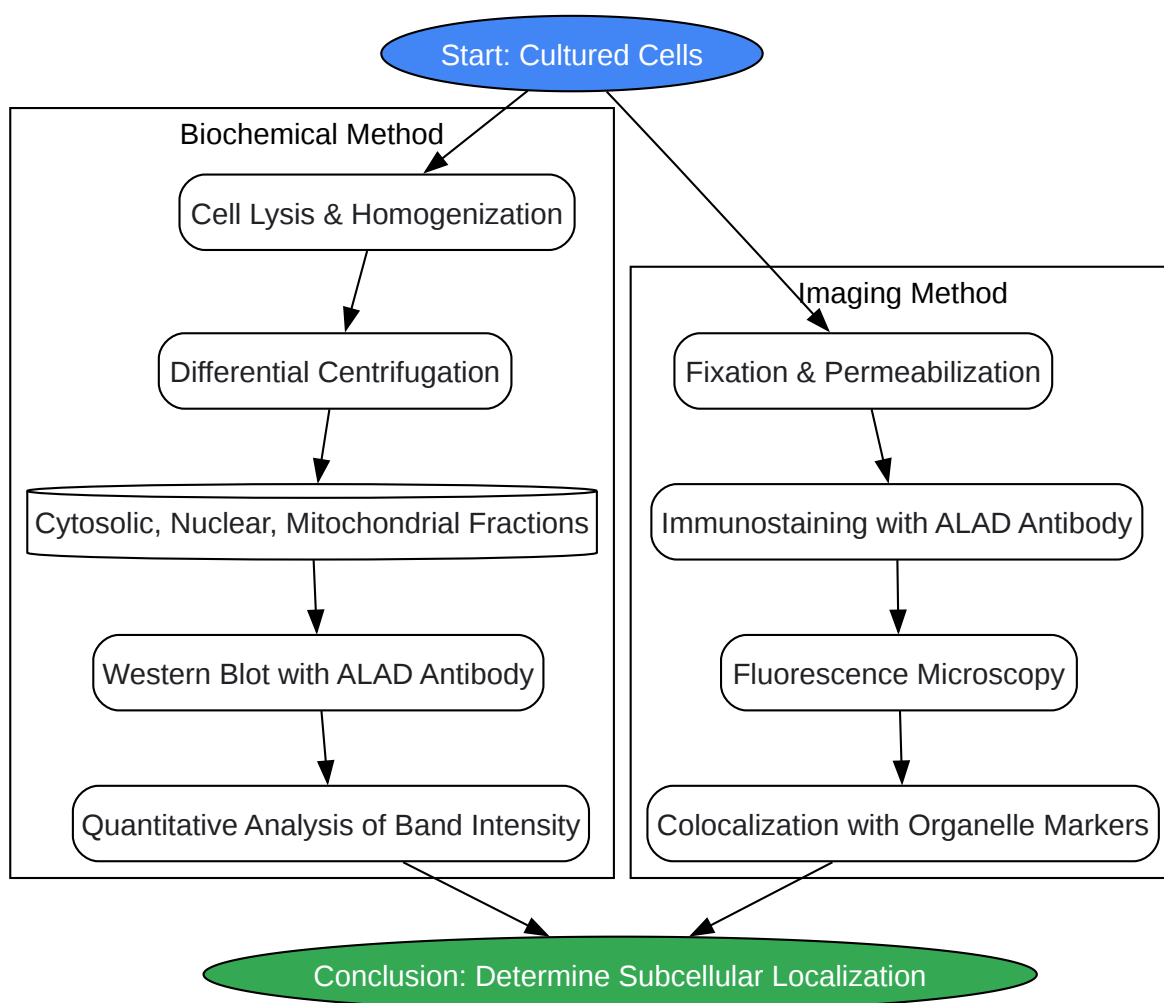 Start: Cultured Cells
Biochemical Method
Cell Lysis & Homogenization
Differential Centrifugation
Cytosolic, Nuclear, Mitochondrial Fractions
Western Blot with ALAD Antibody
Quantitative Analysis of Band Intensity
Imaging Method
Fixation & Permeabilization
Immunostaining with ALAD Antibody
Fluorescence Microscopy
Colocalization with Organelle Markers
Conclusion: Determine Subcellular Localization